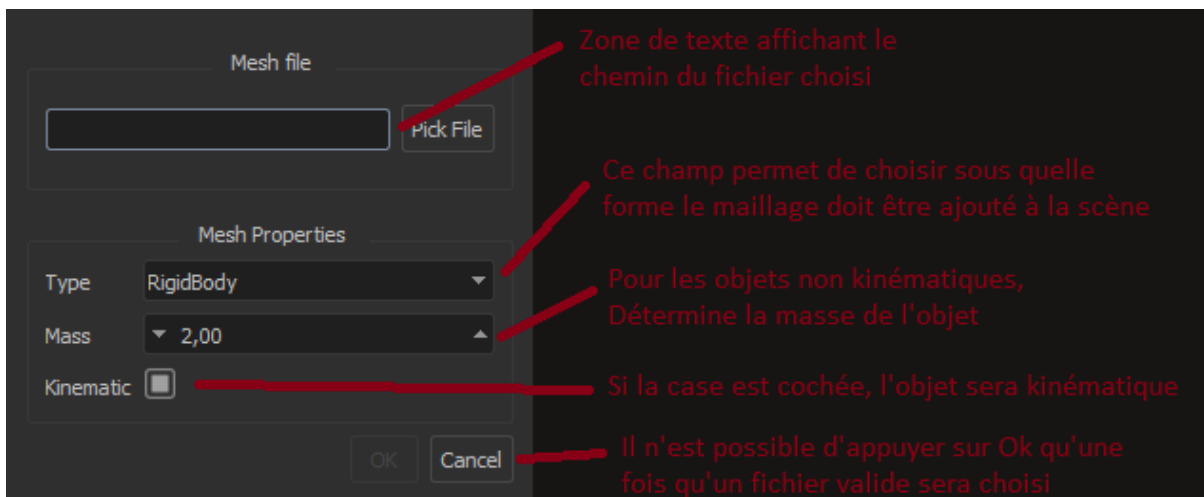 Mesh file
Zone de texte affichant le
chemin du fichier choisi
Pick File
Ce champ permet de choisir sous quelle
forme le maillage doit être ajouté à la scène
Mesh Properties
Type RigidBody
Pour les objets non kinématiques,
Détermine la masse de l'objet
Mass 2,00
Kinematic
Si la case est cochée, l'objet sera kinématique
OK Cancel
Il n'est possible d'appuyer sur Ok qu'une
fois qu'un fichier valide sera choisi